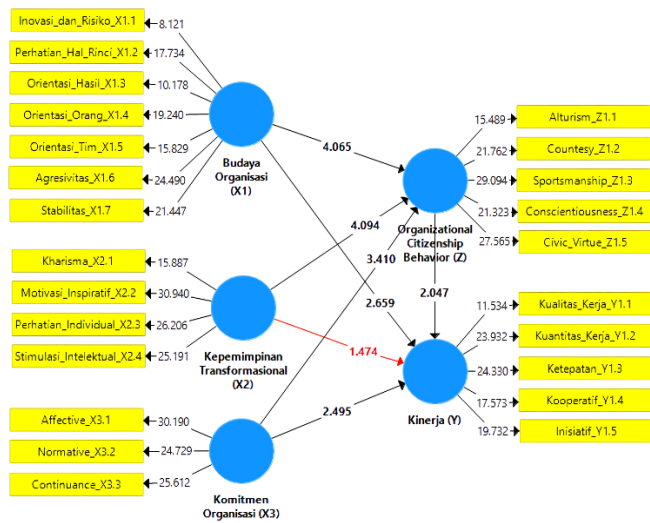 Inovasi_dan_Risiko_X1.1
8.121
Perhatian_Hal_Rinci_X1.2
17.734
Orientasi_Hasil_X1.3
10.178
Orientasi_Orang_X1.4
19.240
Orientasi_Tim_X1.5
15.829
Agresivitas_X1.6
24.490
Stabilitas_X1.7
21.447
Budaya
Organisasi
(X1)
Kharisma_X2.1
15.887
Motivasi_Inspiratif_X2.2
30.940
Perhatian_Individual_X2.3
26.206
Stimulasi_Intelektual_X2.4
25.191
Kepemimpinan
Transformasional
(X2)
Affective_X3.1
30.190
Normative_X3.2
24.729
Continuance_X3.3
25.612
Komitmen
Organisasi (X3)
4.065
4.094
3.410
2.659
2.047
1.474
2.495
15.489
Alturism_Z1.1
21.762
Countesy_Z1.2
29.094
Sportsmanship_Z1.3
21.323
Conscientiousness_Z1.4
27.565
Civic_Virtue_Z1.5
Organizational
Citizenship
Behavior (Z)
11.534
Kualitas_Kerja_Y1.1
23.932
Kuantitas_Kerja_Y1.2
24.330
Ketepatan_Y1.3
17.573
Kooperatif_Y1.4
19.732
Inisiatif_Y1.5
Kinerja (Y)